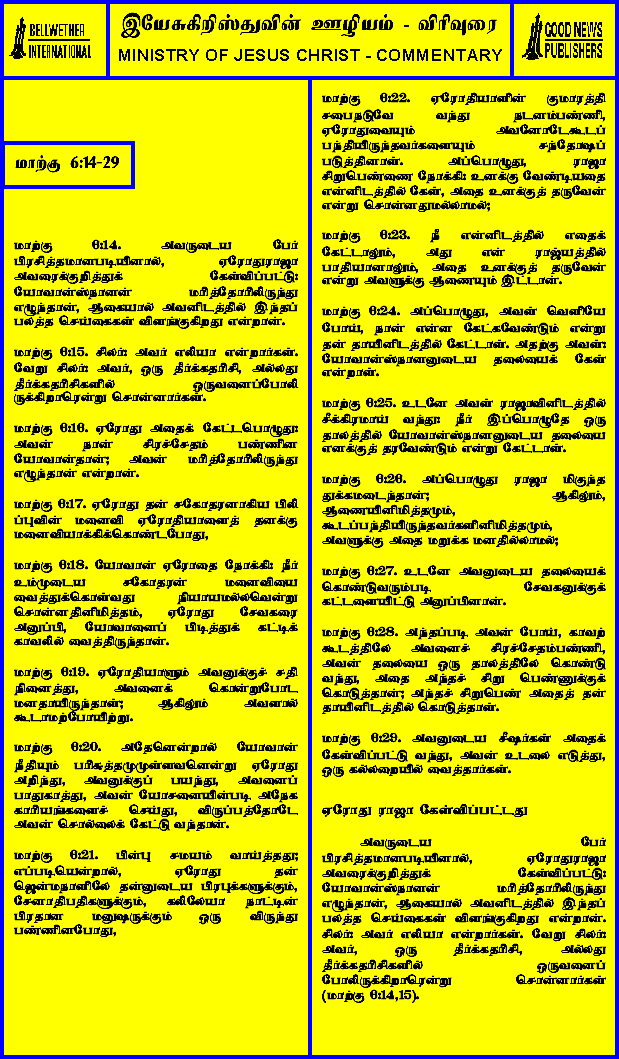 BELLWETHER
INTERNATIONAL
இயேசுகிறிஸ்துவின் ஊழியம் - விரிவுரை
MINISTRY OF JESUS CHRIST - COMMENTARY
GOOD NEWS
PUBLISHERS
மாற்கு 6:14-29
மாற்கு 6:14. அவருடைய பேர்
பிரசித்தமானபடியினால், ஏரோதுராஜா
அவரைக்குறித்துக் கேள்விப்பட்டு:
யோவான்ஸ்நானன் மரித்தோரிலிருந்து
எழுந்தான், ஆகையால் அவனிடத்தில் இந்தப்
பலத்த செய்கைகள் விளங்குகிறது என்றான்.
மாற்கு 6:15. சிலர்: அவர் எலியா என்றார்கள்.
வேறு சிலர்: அவர், ஒரு தீர்க்கதரிசி, அல்லது
தீர்க்கதரிசிகளில் ஒருவனைப்போலி
ருக்கிறாரென்று சொன்னார்கள்.
மாற்கு 6:16. ஏரோது அதைக் கேட்டபொழுது:
அவன் நான் சிரச்சேதம் பண்ணின
யோவான்தான்; அவன் மரித்தோரிலிருந்து
எழுந்தான் என்றான்.
மாற்கு 6:17. ஏரோது தன் சகோதரனாகிய பிலி
ப்புவின் மனைவி ஏரோதியாளைத் தனக்கு
மனைவியாக்கிக்கொண்டபோது,
மாற்கு 6:18. யோவான் ஏரோதை நோக்கி: நீர்
உம்முடைய சகோதரன் மனைவியை
வைத்துக்கொள்வது நியாயமல்லவென்று
சொன்னதினிமித்தம், ஏரோது சேவகரை
அனுப்பி, யோவானைப் பிடித்துக் கட்டிக்
காவலில் வைத்திருந்தான்.
மாற்கு 6:19. ஏரோதியாளும் அவனுக்குச் சதி
நினைத்து, அவனைக் கொன்றுபோட
மனதாயிருந்தாள்; ஆகிலும் அவளால்
கூடாமற்போயிற்று.
மாற்கு 6:20. அதேனென்றால் யோவான்
நீதியும் பரிசுத்தமுமுள்ளவனென்று ஏரோது
அறிந்து, அவனுக்குப் பயந்து, அவனைப்
பாதுகாத்து, அவன் யோசனையின்படி அநேக
காரியங்களைச் செய்து, விருப்பத்தோடே
அவன் சொல்லைக் கேட்டு வந்தான்.
மாற்கு 6:21. பின்பு சமயம் வாய்த்தது;
எப்படியென்றால், ஏரோது தன்
ஜென்மநாளிலே தன்னுடைய பிரபுக்களுக்கும்,
சேனாதிபதிகளுக்கும், கலிலேயா நாட்டின்
பிரதான மனுஷருக்கும் ஒரு விருந்து
பண்ணினபோது,
மாற்கு 6:22. ஏரோதியாளின் குமாரத்தி
சபைநடுவே வந்து நடனம்பண்ணி,
ஏரோதுவையும் அவனோடேகூடப்
பந்தியிருந்தவர்களையும் சந்தோஷப்
படுத்தினாள். அப்பொழுது, ராஜா
சிறுபெண்ணை நோக்கி: உனக்கு வேண்டியதை
என்னிடத்தில் கேள், அதை உனக்குத் தருவேன்
என்று சொன்னதுமல்லாமல்;
மாற்கு 6:23. நீ என்னிடத்தில் எதைக்
கேட்டாலும், அது என் ராஜ்யத்தில்
பாதியானாலும், அதை உனக்குத் தருவேன்
என்று அவளுக்கு ஆணையும் இட்டான்.
மாற்கு 6:24. அப்பொழுது, அவள் வெளியே
போய், நான் என்ன கேட்கவேண்டும் என்று
தன் தாயினிடத்தில் கேட்டாள். அதற்கு அவள்:
யோவான்ஸ்நானனுடைய தலையைக் கேள்
என்றாள்.
மாற்கு 6:25. உடனே அவள் ராஜாவினிடத்தில்
சீக்கிரமாய் வந்து: நீர் இப்பொழுதே ஒரு
தாலத்தில் யோவான்ஸ்நானனுடைய தலையை
எனக்குத் தரவேண்டும் என்று கேட்டாள்.
மாற்கு 6:26. அப்பொழுது ராஜா மிகுந்த
துக்கமடைந்தான்; ஆகிலும்,
ஆணையினிமித்தமும்,
கூடப்பந்தியிருந்தவர்களினிமித்தமும்,
அவளுக்கு அதை மறுக்க மனதில்லாமல்;
மாற்கு 6:27. உடனே அவனுடைய தலையைக்
கொண்டுவரும்படி சேவகனுக்குக்
கட்டளையிட்டு அனுப்பினான்.
மாற்கு 6:28. அந்தப்படி அவன் போய், காவற்
கூடத்திலே அவனைச் சிரச்சேதம்பண்ணி,
அவன் தலையை ஒரு தாலத்திலே கொண்டு
வந்து, அதை அந்தச் சிறு பெண்ணுக்குக்
கொடுத்தான்; அந்தச் சிறுபெண் அதைத் தன்
தாயினிடத்தில் கொடுத்தாள்.
மாற்கு 6:29. அவனுடைய சீஷர்கள் அதைக்
கேள்விப்பட்டு வந்து, அவன் உடலை எடுத்து,
ஒரு கல்லறையில் வைத்தார்கள்.
ஏரோது ராஜா கேள்விப்பட்டது
அவருடைய பேர்
பிரசித்தமானபடியினால், ஏரோதுராஜா
அவரைக்குறித்துக் கேள்விப்பட்டு:
யோவான்ஸ்நானன் மரித்தோரிலிருந்து
எழுந்தான், ஆகையால் அவனிடத்தில் இந்தப்
பலத்த செய்கைகள் விளங்குகிறது என்றான்.
சிலர்: அவர் எலியா என்றார்கள். வேறு சிலர்:
அவர், ஒரு தீர்க்கதரிசி, அல்லது
தீர்க்கதரிசிகளில் ஒருவனைப்
போலிருக்கிறாரென்று சொன்னார்கள்
(மாற்கு 6:14,15).